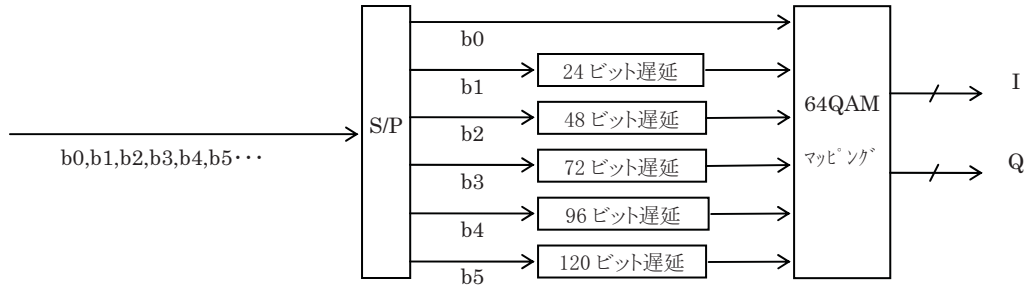 b0
b1
24 ビット遅延
I
S/P
b2
48 ビット遅延
64QAM
b0,b1,b2,b3,b4,b5･･･
b3
72 ビット遅延
ﾏｯﾋﾟﾝｸﾞ
Q
b4
96 ビット遅延
b5
120 ビット遅延